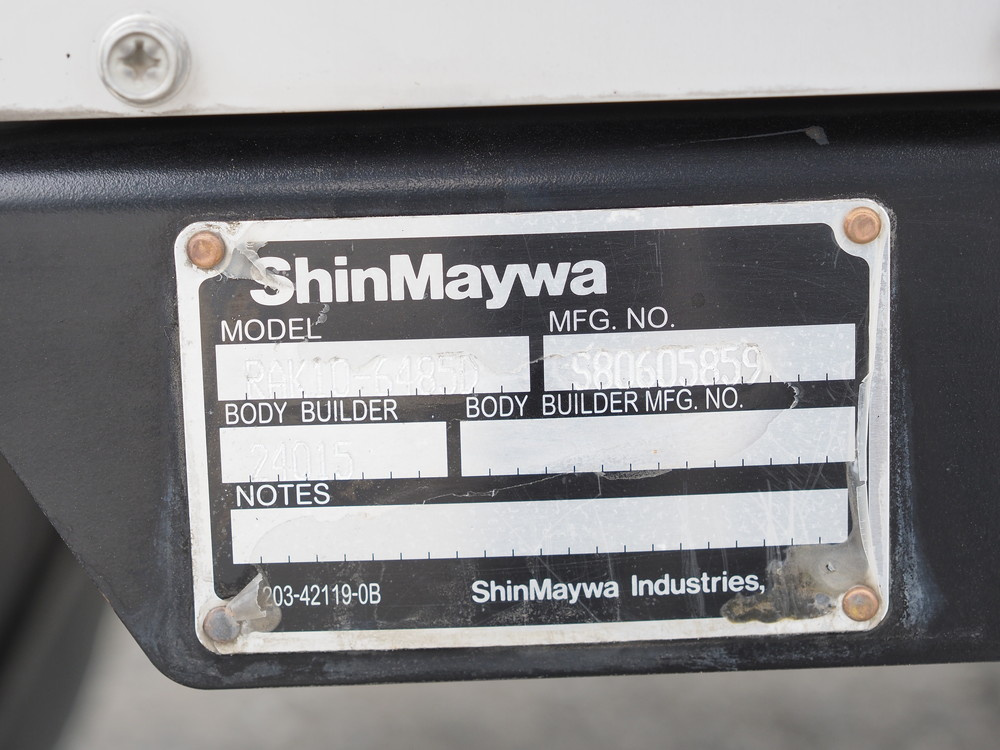 ShinMaywa
MODEL MFG. NO.
RHK10-6485D S80605859
BODY BUILDER BODY BUILDER MFG. NO.
24015
NOTES
203-42119-0B ShinMaywa Industries,